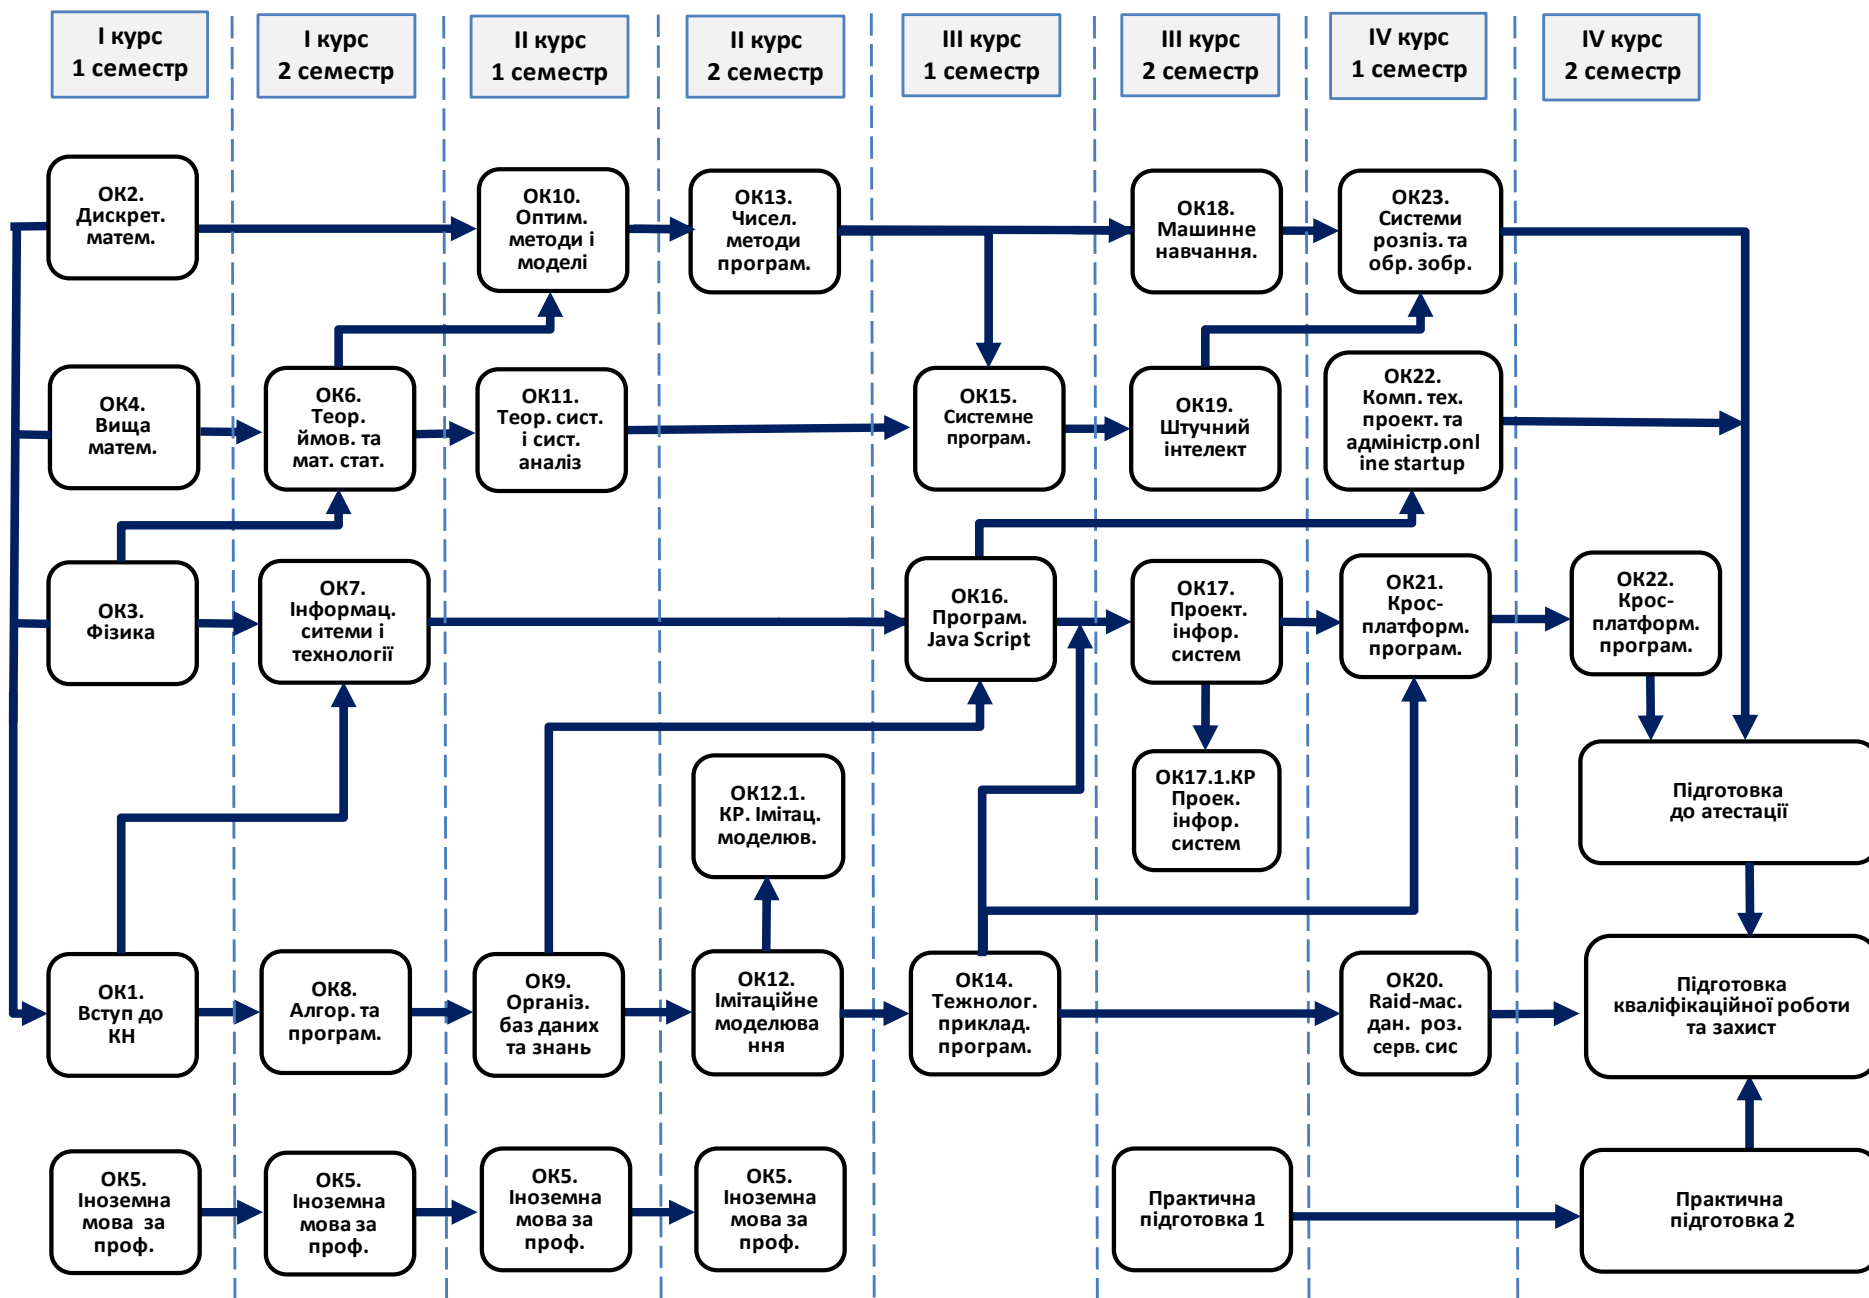 І курс
1 семестр
І курс
2 семестр
ІІ курс
1 семестр
ІІ курс
2 семестр
ІІІ курс
1 семестр
ІІІ курс
2 семестр
IV курс
1 семестр
IV курс
2 семестр
ОК2.
Дискрет.
матем.
ОК10.
Оптим.
методи і
моделі
ОК13.
Чисел.
методи
програм.
ОК18.
Машинне
навчання.
ОК23.
Системи
розпіз. та
обр. зобр.
ОК4.
Вища
матем.
ОК6.
Теор.
ймов. та
мат. стат.
ОК11.
Теор. сист.
і сист.
аналіз
ОК15.
Системне
програм.
ОК19.
Штучний
інтелект
ОК22.
Комп. тех.
проект. та
адміністр.onl
ine startup
ОК3.
Фізика
ОК7.
Інформац.
ситеми і
технології
ОК16.
Програм.
Java Script
ОК17.
Проект.
інфор.
систем
ОК21.
Крос-
платформ.
програм.
ОК22.
Крос-
платформ.
програм.
ОК12.1.
КР. Імітац.
моделюв.
ОК17.1.КР
Проек.
інфор.
систем
Підготовка
до атестації
ОК1.
Вступ до
КН
ОК8.
Алгор. та
програм.
ОК9.
Організ.
баз даних
та знань
ОК12.
Імітаційне
моделюва
ння
ОК14.
Тежнолог.
приклад.
програм.
ОК20.
Raid-мас.
дан. роз.
серв. сис
Підготовка
кваліфікаційної роботи
та захист
ОК5.
Іноземна
мова за
проф.
ОК5.
Іноземна
мова за
проф.
ОК5.
Іноземна
мова за
проф.
ОК5.
Іноземна
мова за
проф.
Практична
підготовка 1
Практична
підготовка 2